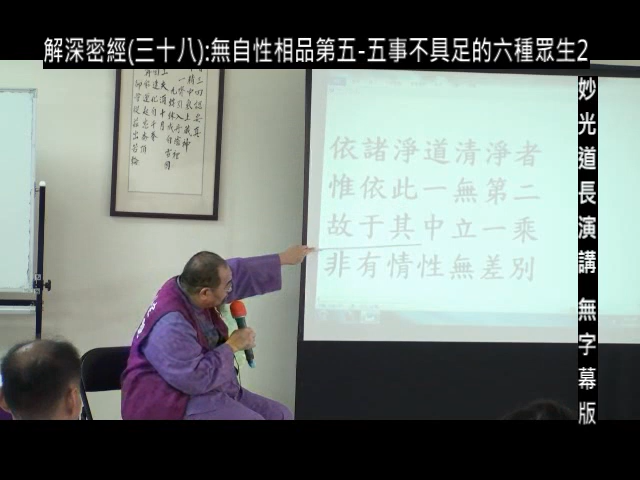 解深密經(三十八):無自性相品第五-五事不具足的六種眾生2
妙光道長演講 無字幕版
依諸淨道清淨者
惟依此一無第二
故于其中立一乘
非有情性無差別